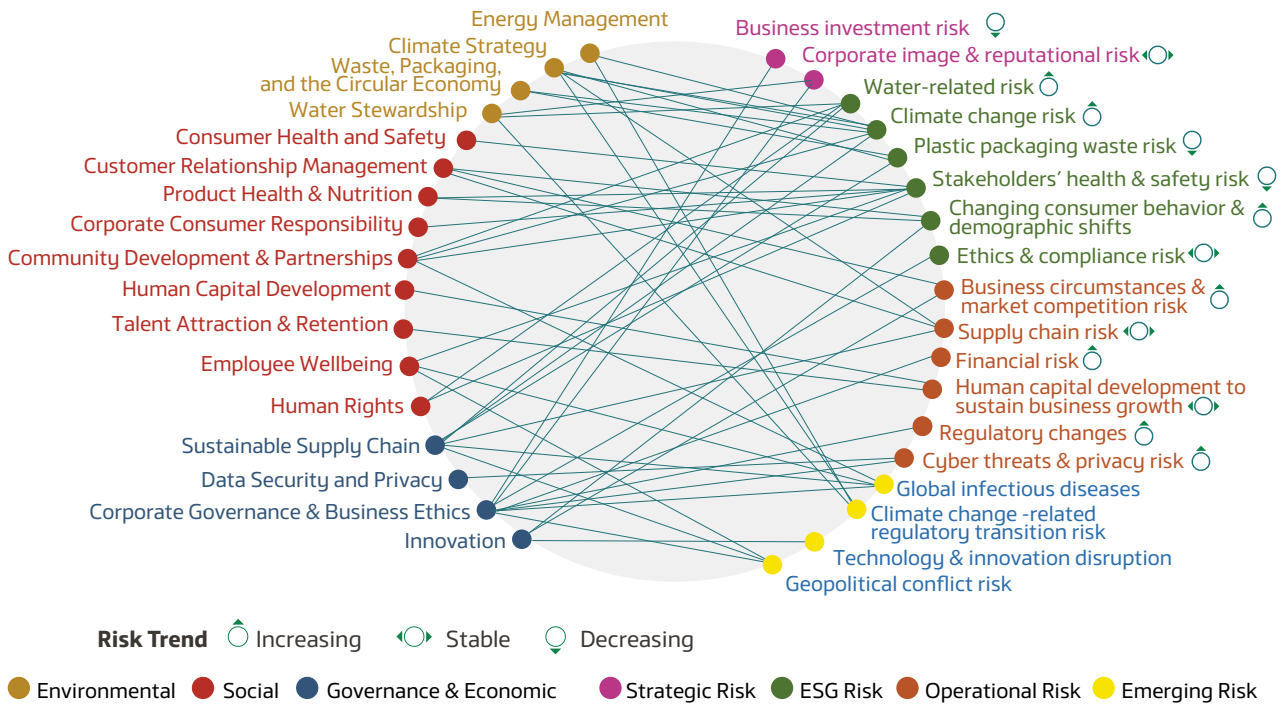 Energy Management
Climate Strategy
Waste, Packaging,
and the Circular Economy
Water Stewardship
Consumer Health and Safety
Customer Relationship Management
Product Health & Nutrition
Corporate Consumer Responsibility
Community Development & Partnerships
Human Capital Development
Talent Attraction & Retention
Employee Wellbeing
Human Rights
Sustainable Supply Chain
Data Security and Privacy
Corporate Governance & Business Ethics
Innovation
Business investment risk
Corporate image & reputational risk
Water-related risk
Climate change risk
Plastic packaging waste risk
Stakeholders´ health & safety risk
Changing consumer behavior &
demographic shifts
Ethics & compliance risk
Business circumstances &
market competition risk
Supply chain risk
Financial risk
Human capital development to
sustain business growth
Regulatory changes
Cyber threats & privacy risk
Global infectious diseases
Climate change -related
regulatory transition risk
Technology & innovation disruption
Geopolitical conflict risk
Risk Trend Increasing Stable Decreasing
Environmental Social Governance & Economic Strategic Risk ESG Risk Operational Risk Emerging Risk